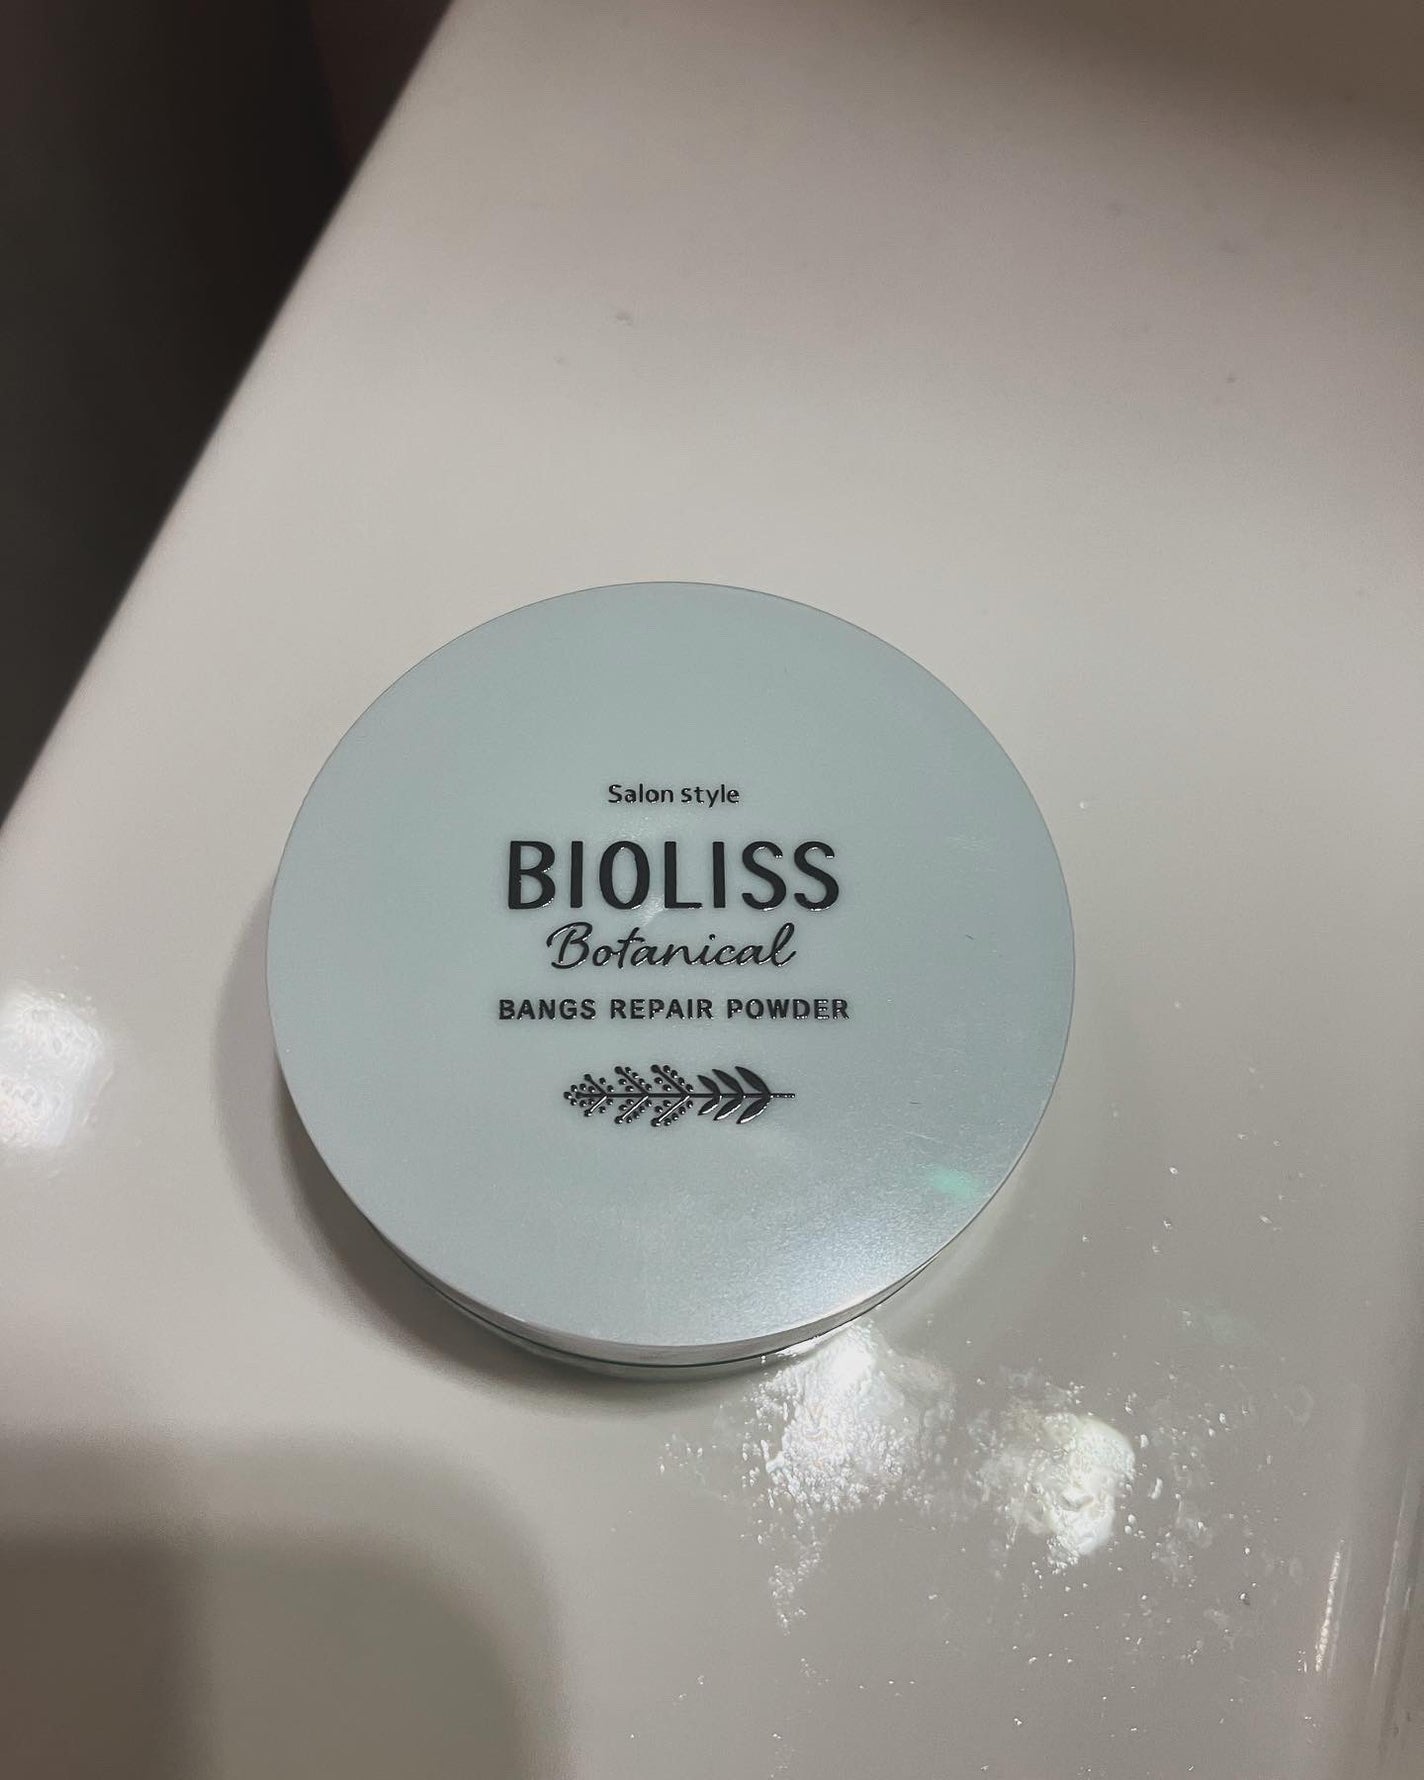 Salon style
BIOLISS
Botanical
BANGS REPAIR POWDER